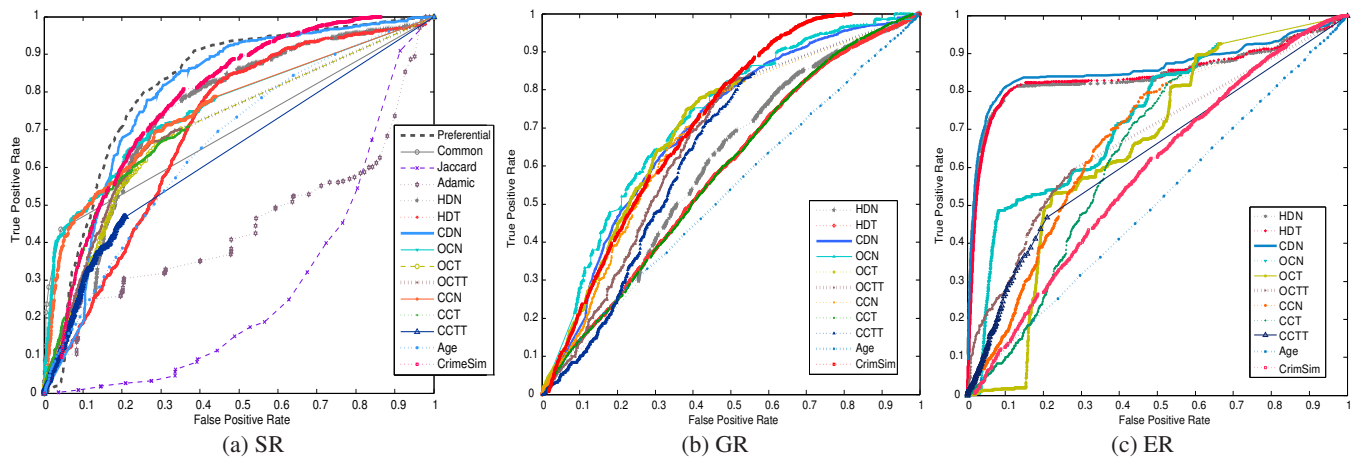 1
0.9
0.8
0.7
0.6
0.5
0.4
0.3
0.2
0.1
0
True Positive Rate
0 0.1 0.2 0.3 0.4 0.5 0.6 0.7 0.8 0.9 1
False Positive Rate
Preferential
Common
Jaccard
Adamic
HDN
HDT
CDN
OCN
OCT
OCTT
CCN
CCT
CCTT
Age
CrimeSim
(a) SR
1
0.9
0.8
0.7
0.6
0.5
0.4
0.3
0.2
0.1
0
True Positive Rate
0 0.1 0.2 0.3 0.4 0.5 0.6 0.7 0.8 0.9 1
False Positive Rate
HDN
HDT
CDN
OCN
OCT
OCTT
CCN
CCT
CCTT
Age
CrimSim
(b) GR
1
0.9
0.8
0.7
0.6
0.5
0.4
0.3
0.2
0.1
0
True Positive Rate
0 0.1 0.2 0.3 0.4 0.5 0.6 0.7 0.8 0.9 1
False Positive Rate
HDN
HDT
CDN
OCN
OCT
OCTT
CCN
CCT
CCTT
Age
CrimSim
(c) ER